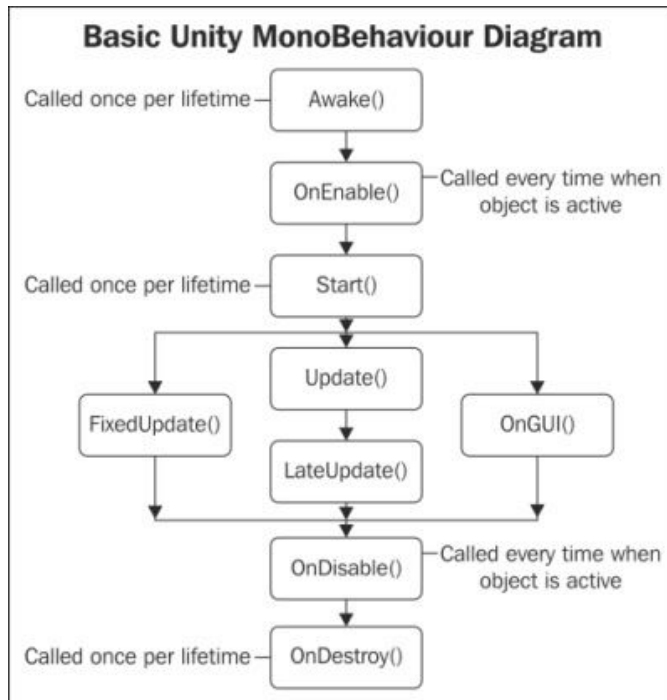 Basic Unity MonoBehaviour Diagram
Called once per lifetime
Awake()
OnEnable()
Called every time when
object is active
Called once per lifetime
Start()
Update()
FixedUpdate()
OnGUI()
LateUpdate()
OnDisable()
Called every time when
object is active
Called once per lifetime
OnDestroy()